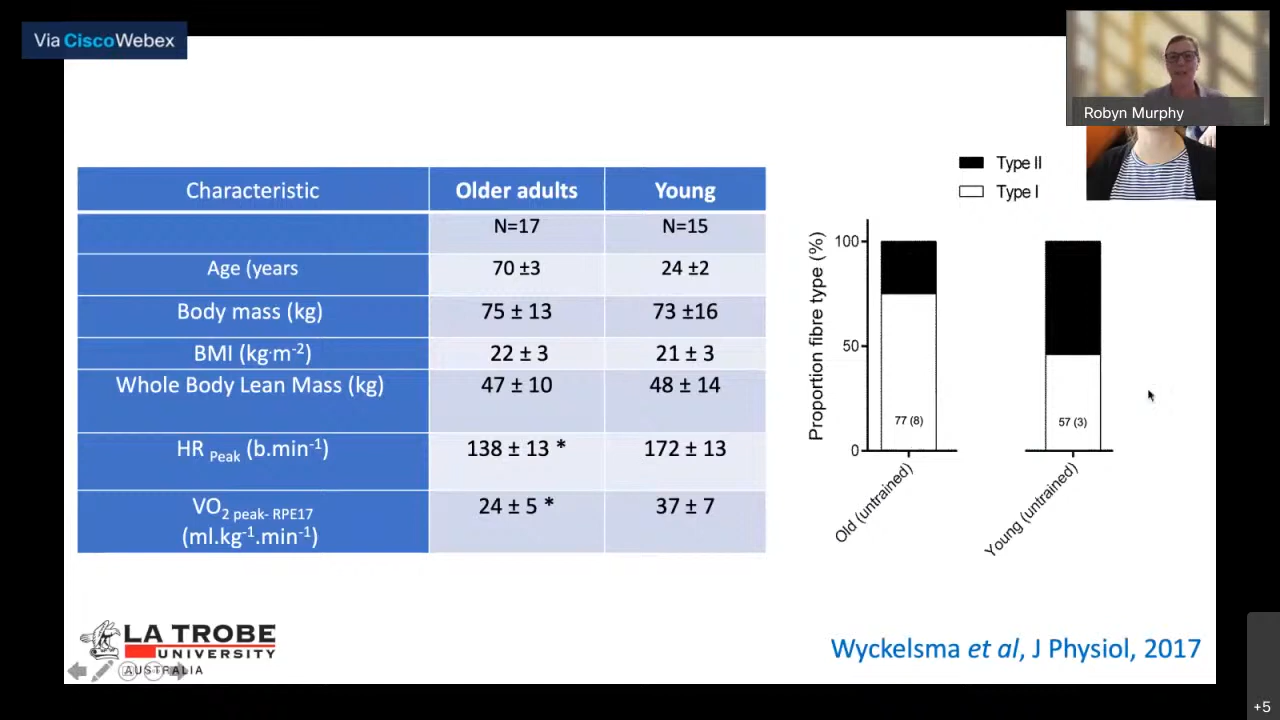 Via CiscoWebex
Robyn Murphy
Characteristic Older adults Young
N=17 N=15
Age (years 70 ±3 24 ±2
Body mass (kg) 75 ± 13 73 ±16
BMI (kg·m-2) 22 ± 3 21 ± 3
Whole Body Lean Mass (kg) 47 ± 10 48 ± 14
HR Peak (b.min-1) 138 ± 13 * 172 ± 13
VO2 peak- RPE17 24 ± 5 * 37 ± 7
(ml.kg-1.min-1)
Type II
Type I
Proportion fibre type (%)
100
50
0
77 (8)
57 (3)
Old (untrained)
Young (untrained)
LA TROBE
UNIVERSITY
AUSTRALIA
Wyckelsma et al, J Physiol, 2017
+5